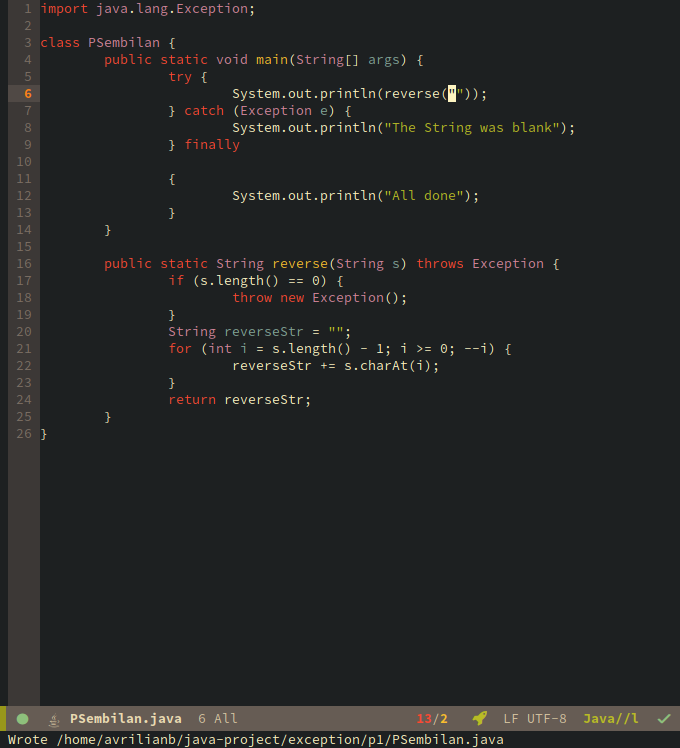 1 import java.lang.Exception;
2
3 class PSembilan {
4         public static void main(String[] args) {
5                 try {
6                         System.out.println(reverse(""));
7                 } catch (Exception e) {
8                         System.out.println("The String was blank");
9                 } finally
10
11                 {
12                         System.out.println("All done");
13                 }
14         }
15
16         public static String reverse(String s) throws Exception {
17                 if (s.length() == 0) {
18                         throw new Exception();
19                 }
20                 String reverseStr = "";
21                 for (int i = s.length() - 1; i >= 0; --i) {
22                         reverseStr += s.charAt(i);
23                 }
24                 return reverseStr;
25         }
26 }
PSembilan.java  6 All  13/2  LF UTF-8  Java//l
Wrote /home/avrilianb/java-project/exception/p1/PSembilan.java